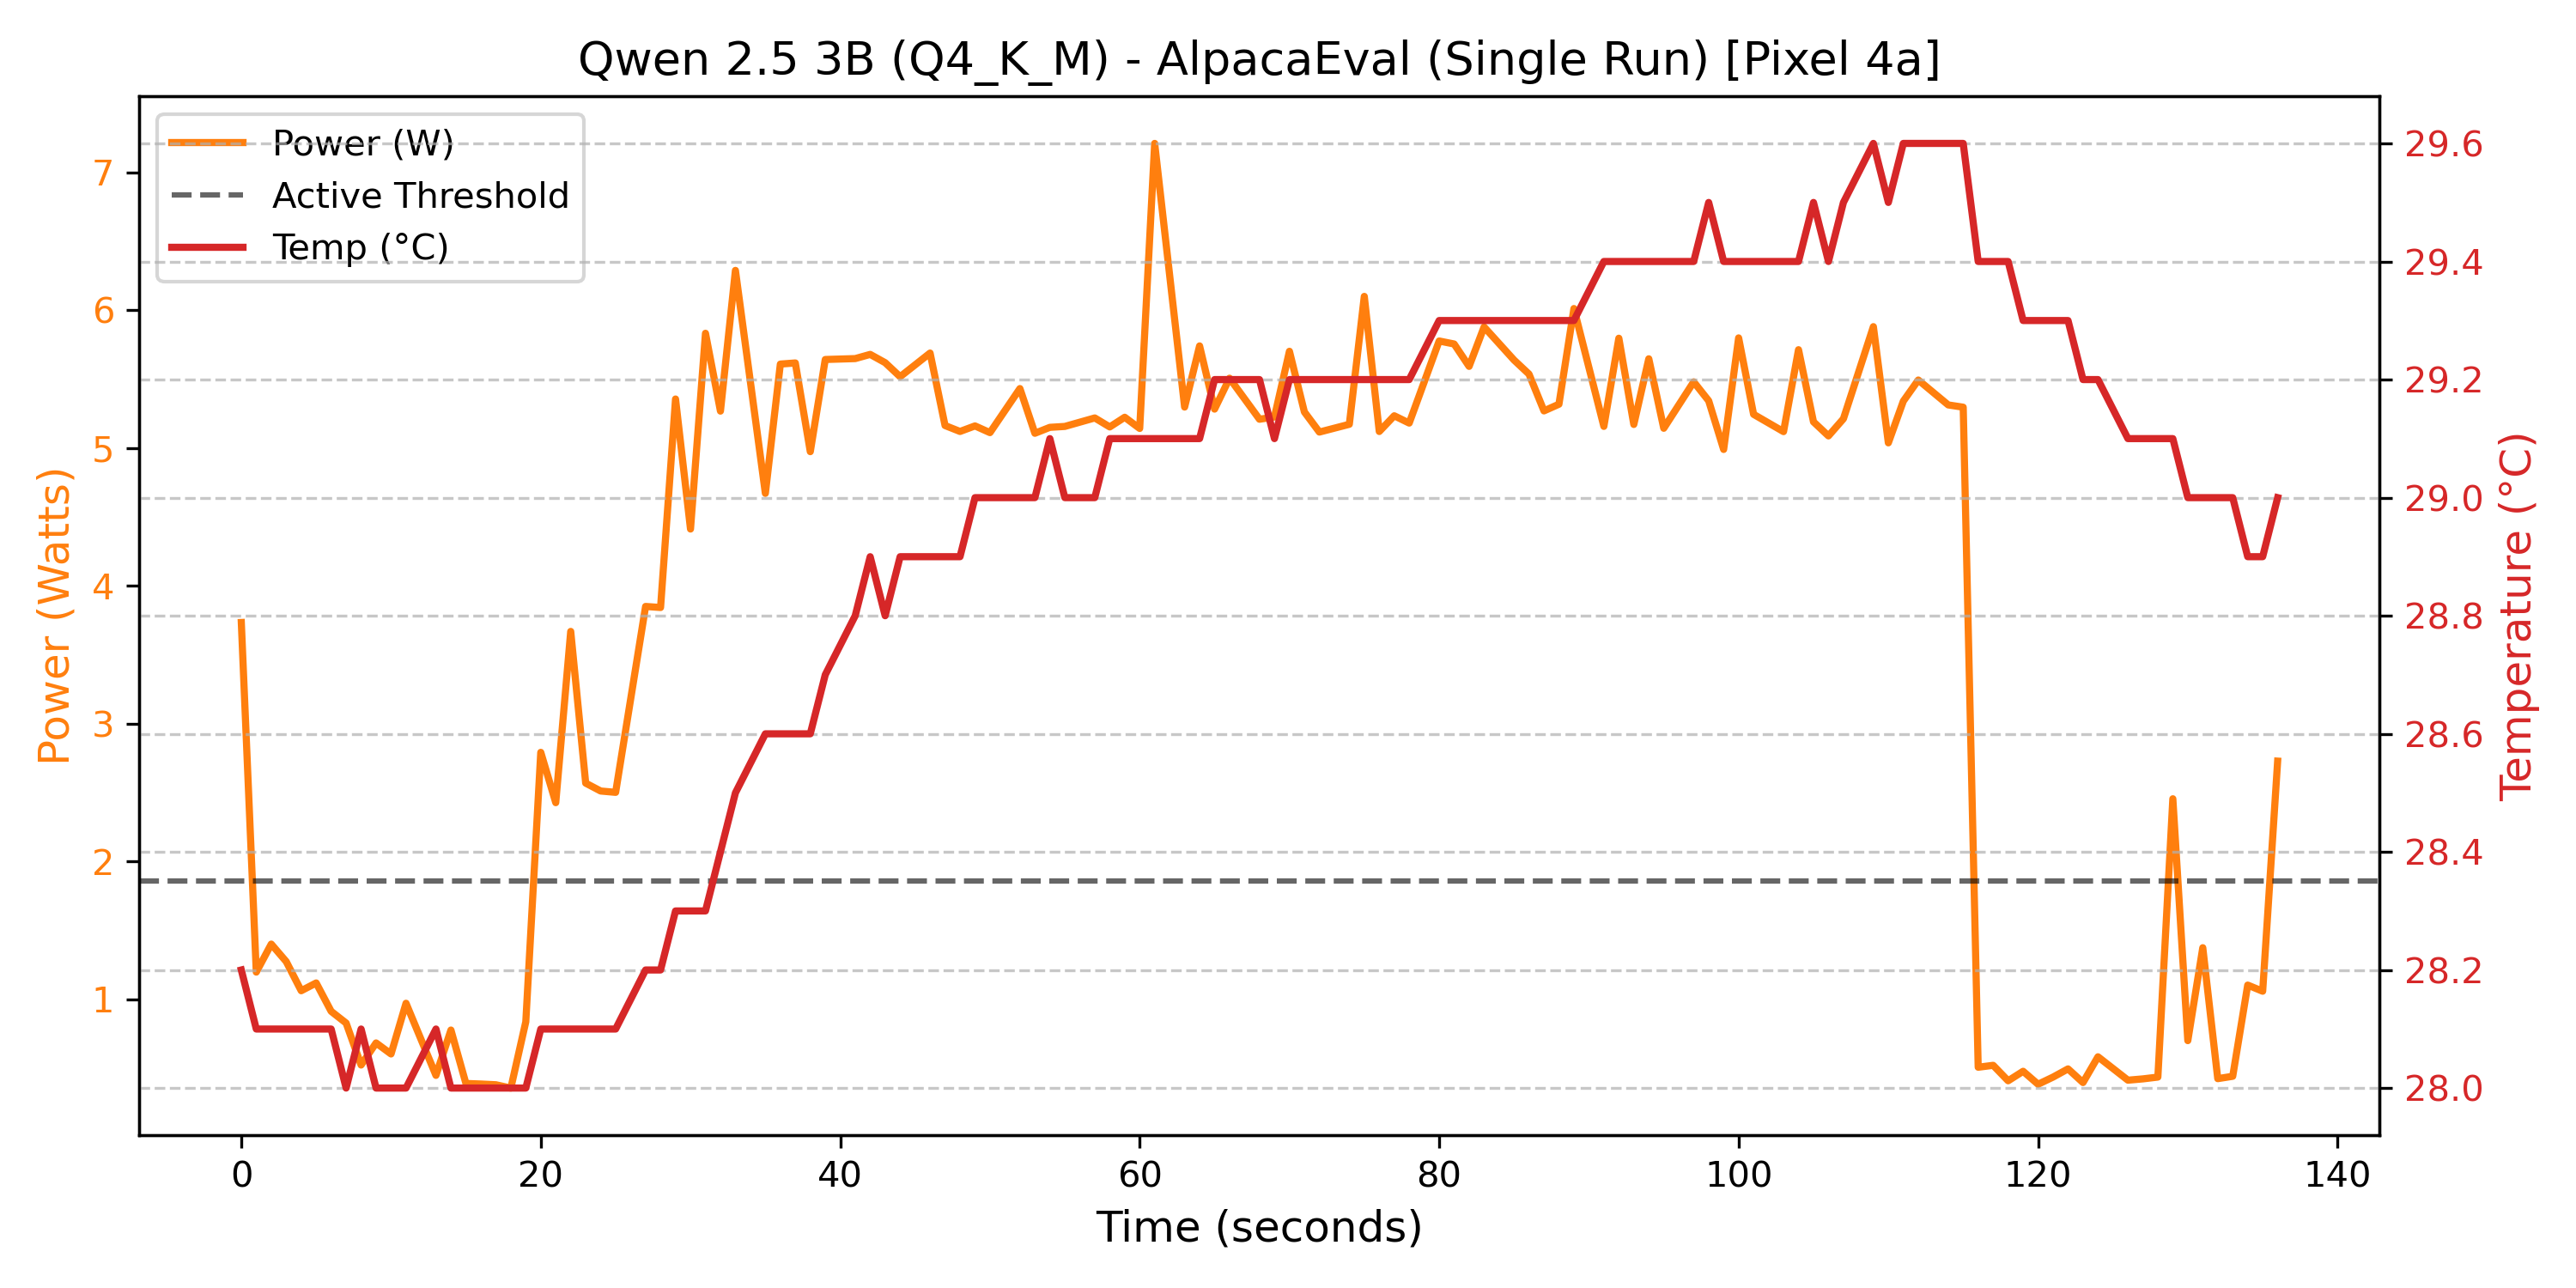 Qwen 2.5 3B (Q4_K_M) - AlpacaEval (Single Run) [Pixel 4a]
Power (W)
Active Threshold
Temp (°C)
Power (Watts)
7
6
5
4
3
2
1
29.6
29.4
29.2
29.0
28.8
28.6
28.4
28.2
28.0
Temperature (°C)
0 20 40 60 80 100 120 140
Time (seconds)